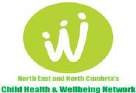 North East and North Cumbria's
Child Health & Wellbeing Network